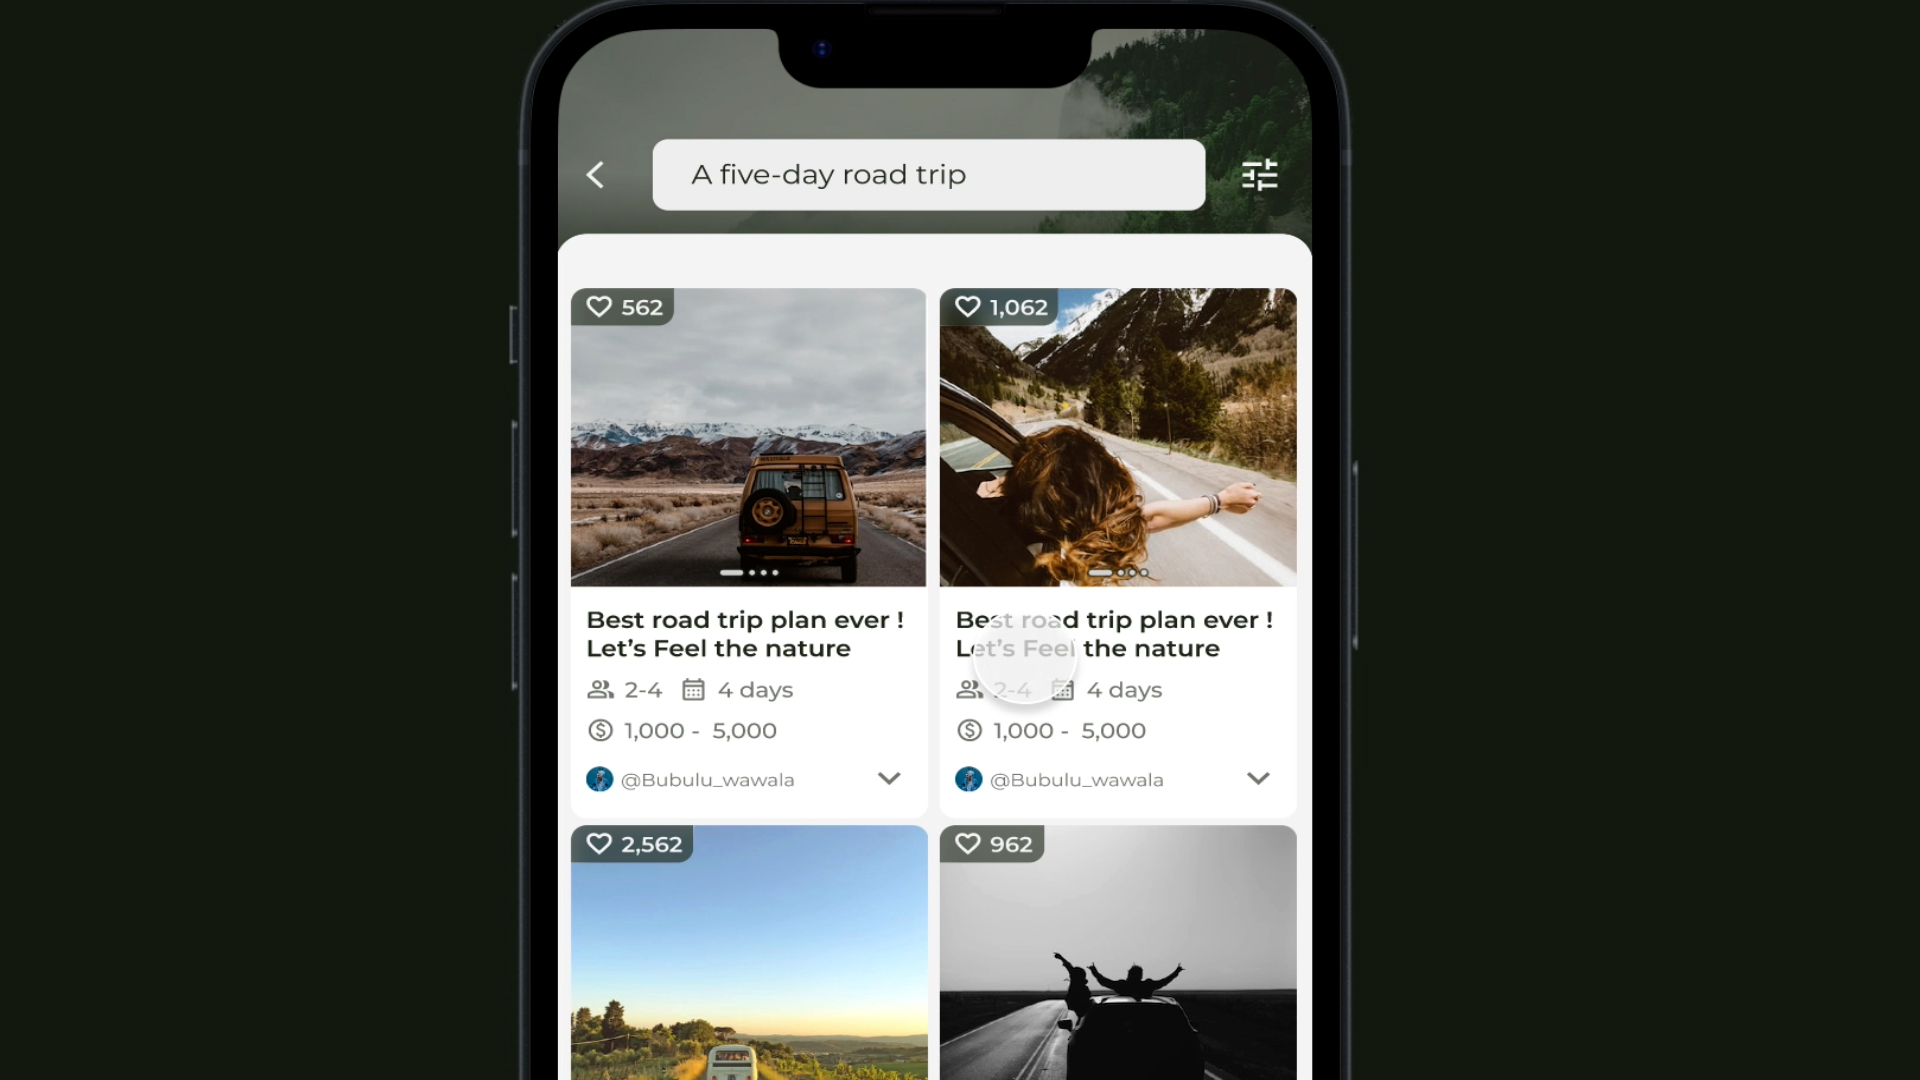 A five-day road trip
562
1,062
Best road trip plan ever !
Let’s Feel the nature
2-4 4 days
1,000 - 5,000
@Bubulu_wawala
Best road trip plan ever !
Let’s Feel the nature
2-4 4 days
1,000 - 5,000
@Bubulu_wawala
2,562
962